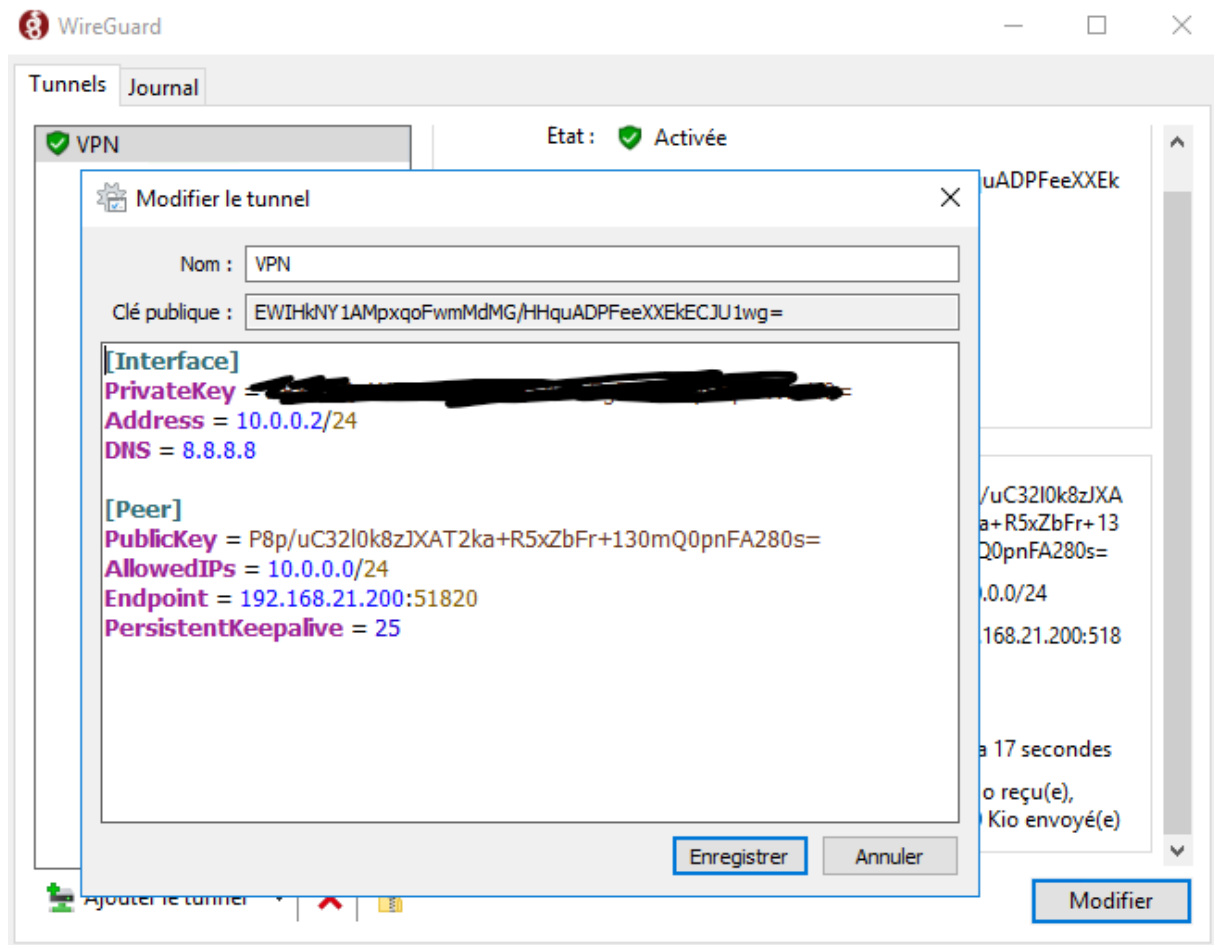 WireGuard
Tunnels
Journal
VPN
Etat : Activée
uADPFeeXXEk
Modifier le tunnel
Nom : VPN
Clé publique : EWIHkNY1AMpxqoFwmMdMG/HHquADPFeeXXEkECJU1wg=
[Interface]
PrivateKey =
Address = 10.0.0.2/24
DNS = 8.8.8.8
[Peer]
PublicKey = P8p/uC32l0k8zJXAT2ka+R5xZbFr+130mQ0pnFA280s=
AllowedIPs = 10.0.0.0/24
Endpoint = 192.168.21.200:51820
PersistentKeepalive = 25
/uC32l0k8zJXA
a+R5xZbFr+13
Q0pnFA280s=
.0.0/24
.168.21.200:518
a 17 secondes
o reçu(e),
Kio envoyé(e)
Enregistrer
Annuler
Ajouter le tunnel
Modifier